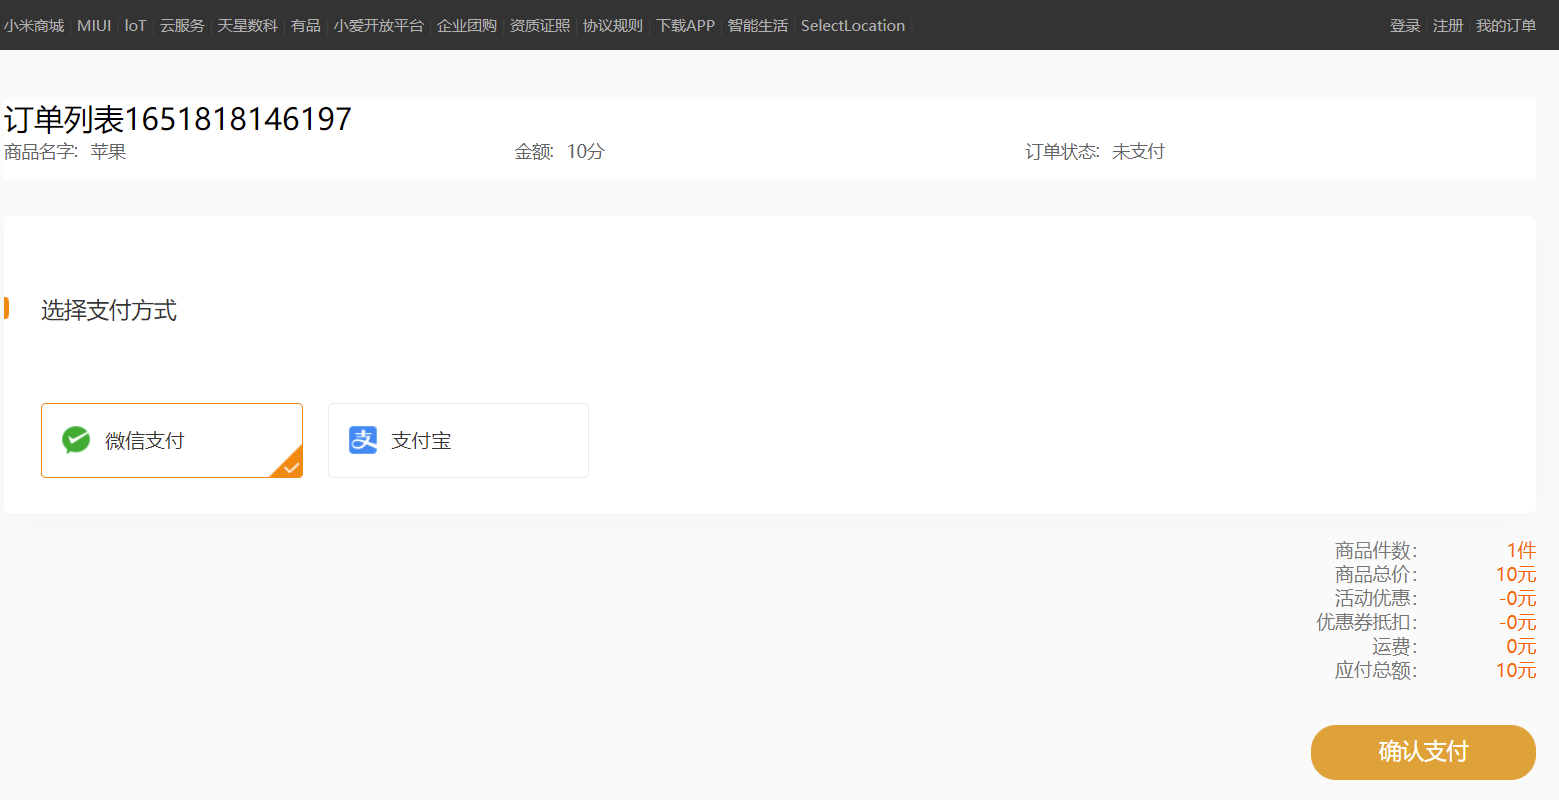 小米商城 MIUI loT 云服务 天星数科 有品 小爱开放平台 企业团购 资质证照 协议规则 下载APP 智能生活 SelectLocation 登录 注册 我的订单
订单列表1651818146197
商品名字: 苹果 金额: 10分 订单状态: 未支付
选择支付方式
微信支付 支付宝
商品件数: 1件
商品总价: 10元
活动优惠: -0元
优惠券抵扣: -0元
运费: 0元
应付总额: 10元
确认支付